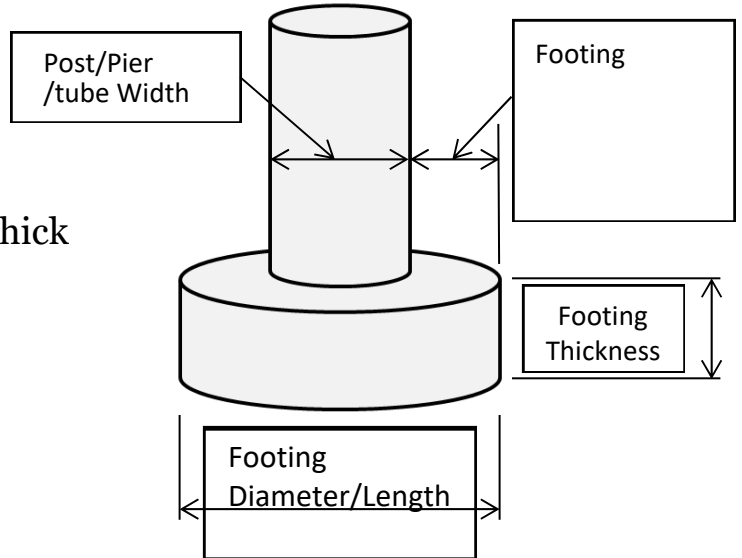 Post/Pier
/tube Width
Footing
hick
Footing
Thickness
Footing
Diameter/Length